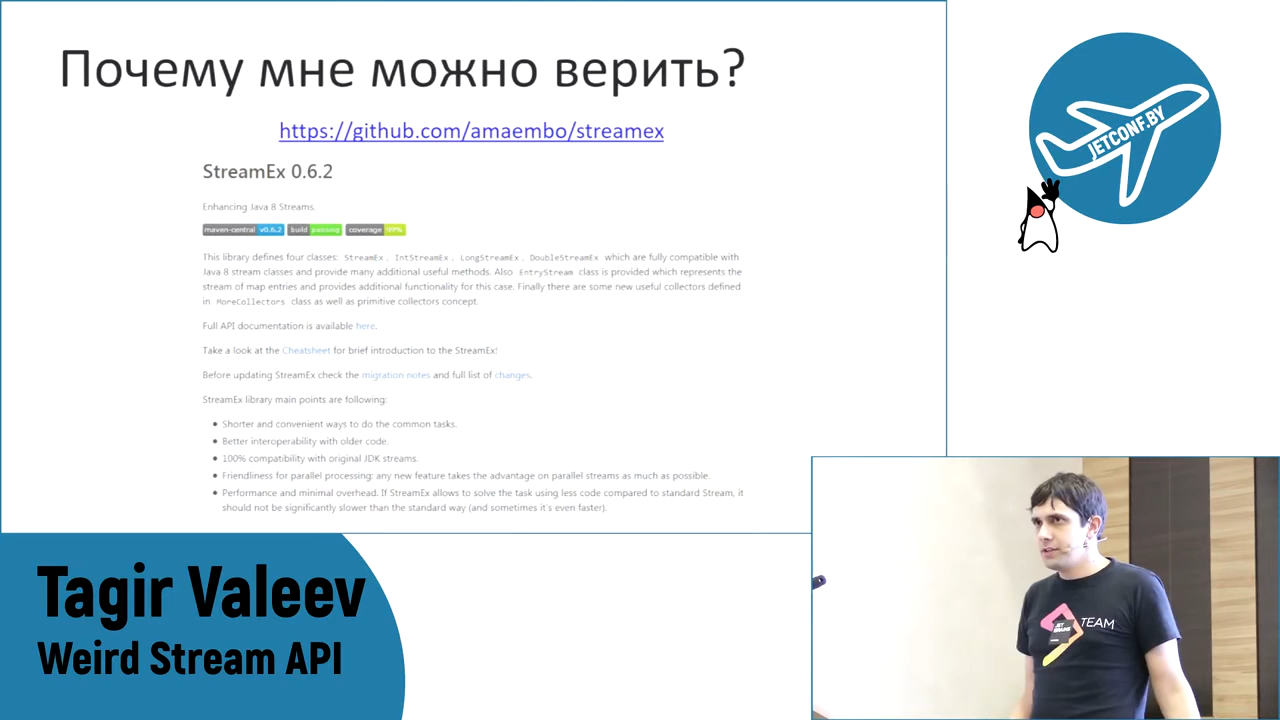 Почему мне можно верить?
https://github.com/amaembo/streamex
StreamEx 0.6.2
Enhancing Java 8 Streams.
maven-central v0.6.2 build passing coverage 99%
This library defines four classes: StreamEx, IntStreamEx, LongStreamEx, DoubleStreamEx which are fully compatible with
Java 8 stream classes and provide many additional useful methods. Also EntryStream class is provided which represents the
stream of map entries and provides additional functionality for this case. Finally there are some new useful collectors defined
in MoreCollectors class as well as primitive collectors concept.
Full API documentation is available here.
Take a look at the Cheatsheet for brief introduction to the StreamEx!
Before updating StreamEx check the migration notes and full list of changes.
StreamEx library main points are following:
• Shorter and convenient ways to do the common tasks.
• Better interoperability with older code.
• 100% compatibility with original JDK streams.
• Friendliness for parallel processing: any new feature takes the advantage on parallel streams as much as possible.
• Performance and minimal overhead. If StreamEx allows to solve the task using less code compared to standard Stream, it
should not be significantly slower than the standard way (and sometimes it's even faster).
JETCONF.BY
Tagir Valeev
Weird Stream API
JET
BRAINS
TEAM